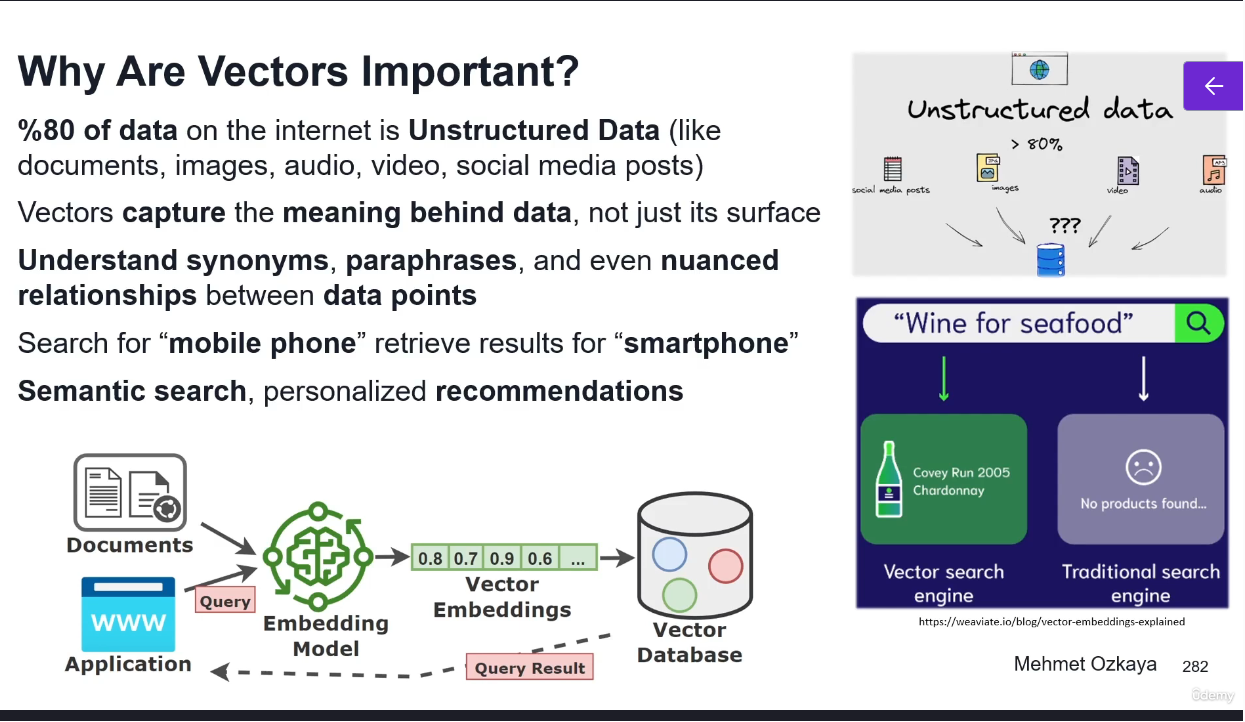 Why Are Vectors Important?
%80 of data on the internet is Unstructured Data (like
documents, images, audio, video, social media posts)
Vectors capture the meaning behind data, not just its surface
Understand synonyms, paraphrases, and even nuanced
relationships between data points
Search for “mobile phone” retrieve results for “smartphone”
Semantic search, personalized recommendations
Documents
WWW
Application
Query
Embedding
Model
0.8 0.7 0.9 0.6 ...
Vector
Embeddings
Vector
Database
Query Result
Unstructured data
> 80%
social media posts
images
video
audio
???
“Wine for seafood”
Covey Run 2005
Chardonnay
No products found...
Vector search
engine
Traditional search
engine
https://weaviate.io/blog/vector-embeddings-explained
Mehmet Ozkaya 282
ûdemy